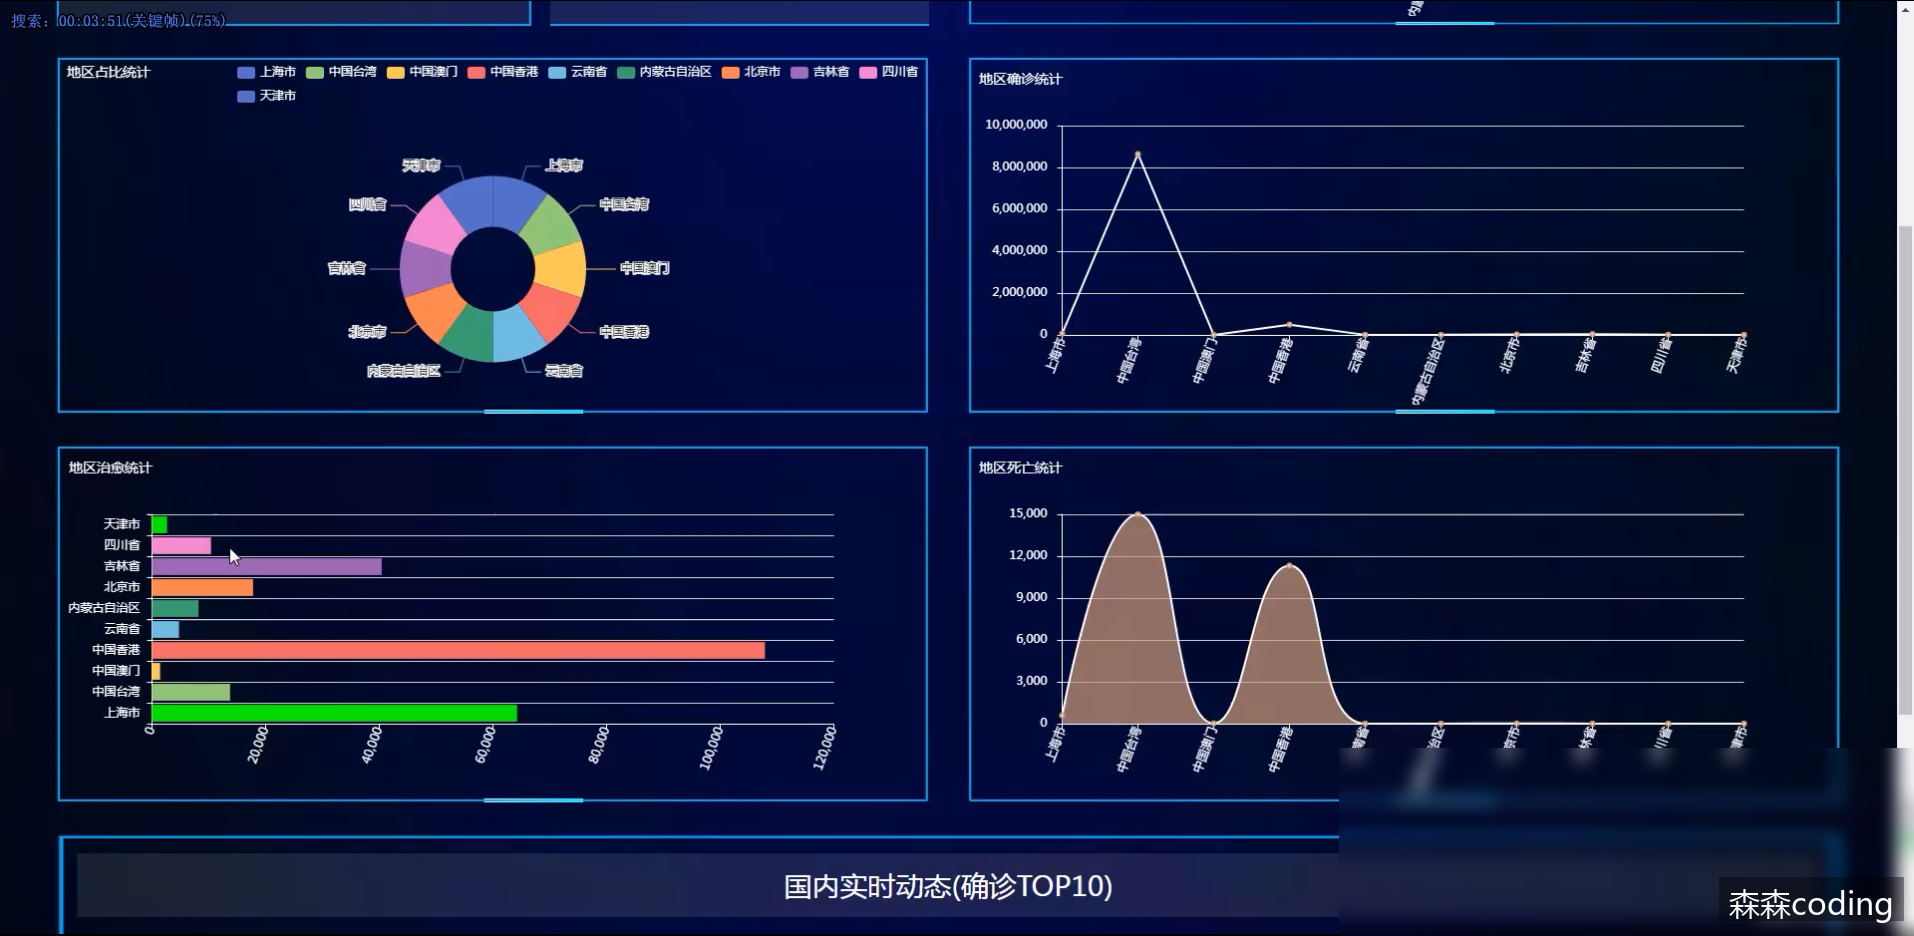 搜索: 00:03:51(关键帧)(75%)
内
地区占比统计
上海市 中国台湾 中国澳门 中国香港 云南省 内蒙古自治区 北京市 吉林省 四川省
天津市
天津市
上海市
四川省
中国台湾
吉林省
中国澳门
北京市
中国香港
内蒙古自治区
云南省
地区确诊统计
10,000,000
8,000,000
6,000,000
4,000,000
2,000,000
0
上海市 中国台湾 中国澳门 中国香港 云南省 内蒙古自治区 北京市 吉林省 四川省 天津市
地区治愈统计
天津市
四川省
吉林省
北京市
内蒙古自治区
云南省
中国香港
中国澳门
中国台湾
上海市
0 20,000 40,000 60,000 80,000 100,000 120,000
地区死亡统计
15,000
12,000
9,000
6,000
3,000
0
上海市 中国台湾 中国澳门 中国香港 南省 治区 京市 林省 川省 津市
国内实时动态(确诊TOP10)
森森coding